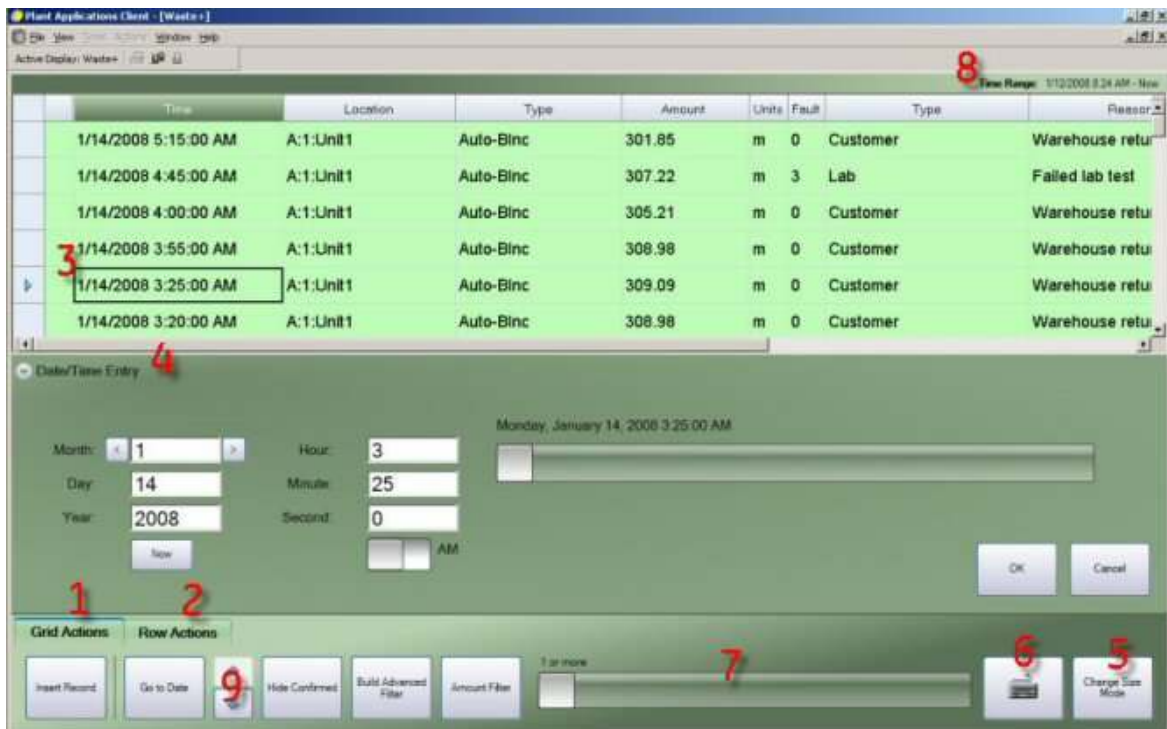 Plant Applications Client - [Waste+]
File View Window Help
Active Display: Waste+
8
Time Range: 1/12/2008 8:24 AM - Now
Time Location Type Amount Units Fault Type Reason
1/14/2008 5:15:00 AM A:1:Unit1 Auto-BInc 301.85 m 0 Customer Warehouse retu
1/14/2008 4:45:00 AM A:1:Unit1 Auto-BInc 307.22 m 3 Lab Failed lab test
1/14/2008 4:00:00 AM A:1:Unit1 Auto-BInc 305.21 m 0 Customer Warehouse retu
1/14/2008 3:55:00 AM A:1:Unit1 Auto-BInc 308.98 m 0 Customer Warehouse retu
3
1/14/2008 3:25:00 AM A:1:Unit1 Auto-BInc 309.09 m 0 Customer Warehouse retu
1/14/2008 3:20:00 AM A:1:Unit1 Auto-BInc 308.98 m 0 Customer Warehouse retu
4
Date/Time Entry
Monday, January 14, 2008 3:25:00 AM
Month: < 1 > Hour: 3
Day: 14 Minute: 25
Year: 2008 Second: 0
Now AM
OK Cancel
1 2
Grid Actions Row Actions
1 or more 7 6 5
Insert Record Go to Date 9 Hide Confirmed Build Advanced Filter Amount Filter Change Size Mode